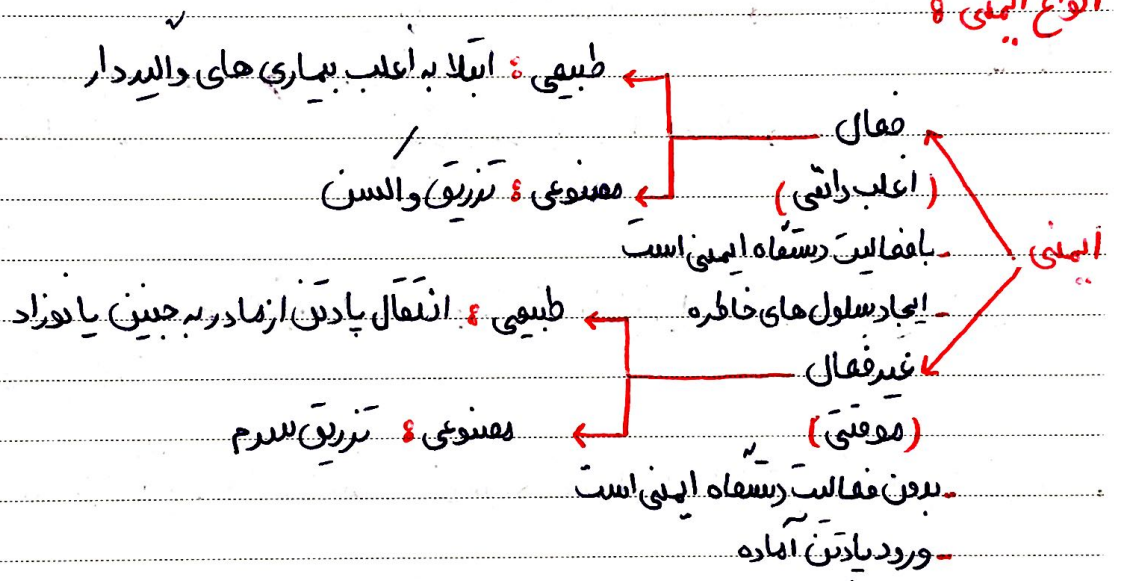 انواع ایمنی :
طبیعی : ابتلا به اغلب بیماری های واگیردار
فعال
(اغلب دائمی)
مصنوعی : تزریق واکسن
ایمنی
- با فعالیت دستگاه ایمنی است
- ایجاد سلول های خاطره
طبیعی : انتقال پادتن از مادر به جنین یا نوزاد
غیرفعال
(موقتی)
مصنوعی : تزریق سرم
- بدون فعالیت دستگاه ایمنی است
- ورود پادتن آماده